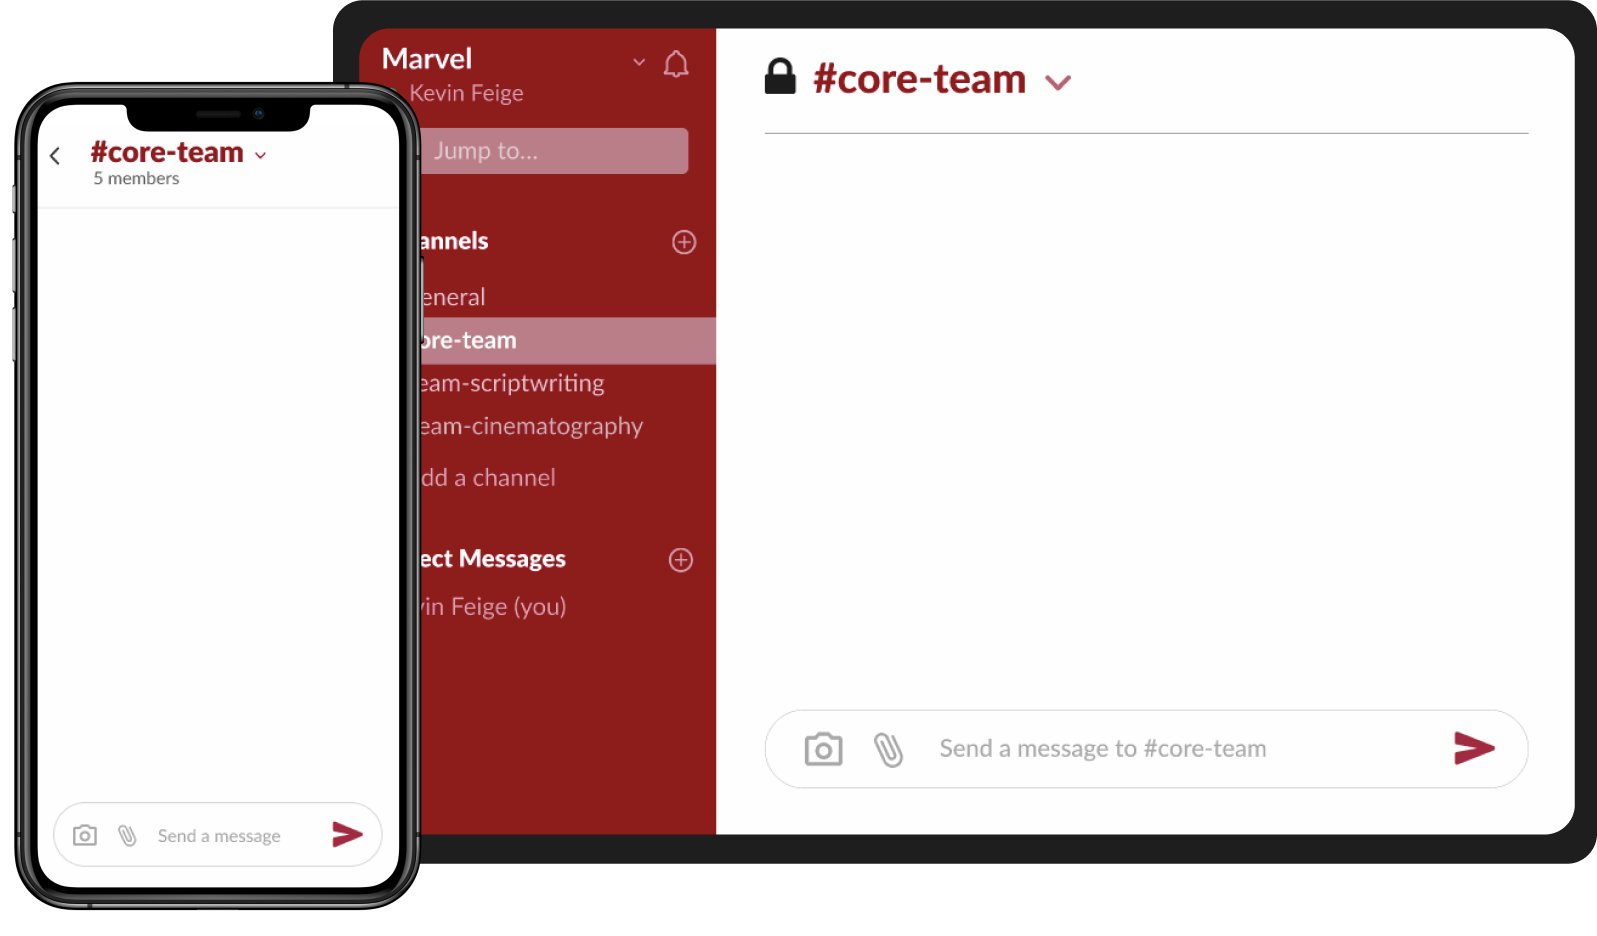 #core-team
5 members
Send a message
Marvel
Kevin Feige
Jump to...
annels
eneral
ore-team
eam-scriptwriting
eam-cinematography
dd a channel
ect Messages
vin Feige (you)
#core-team
Send a message to #core-team